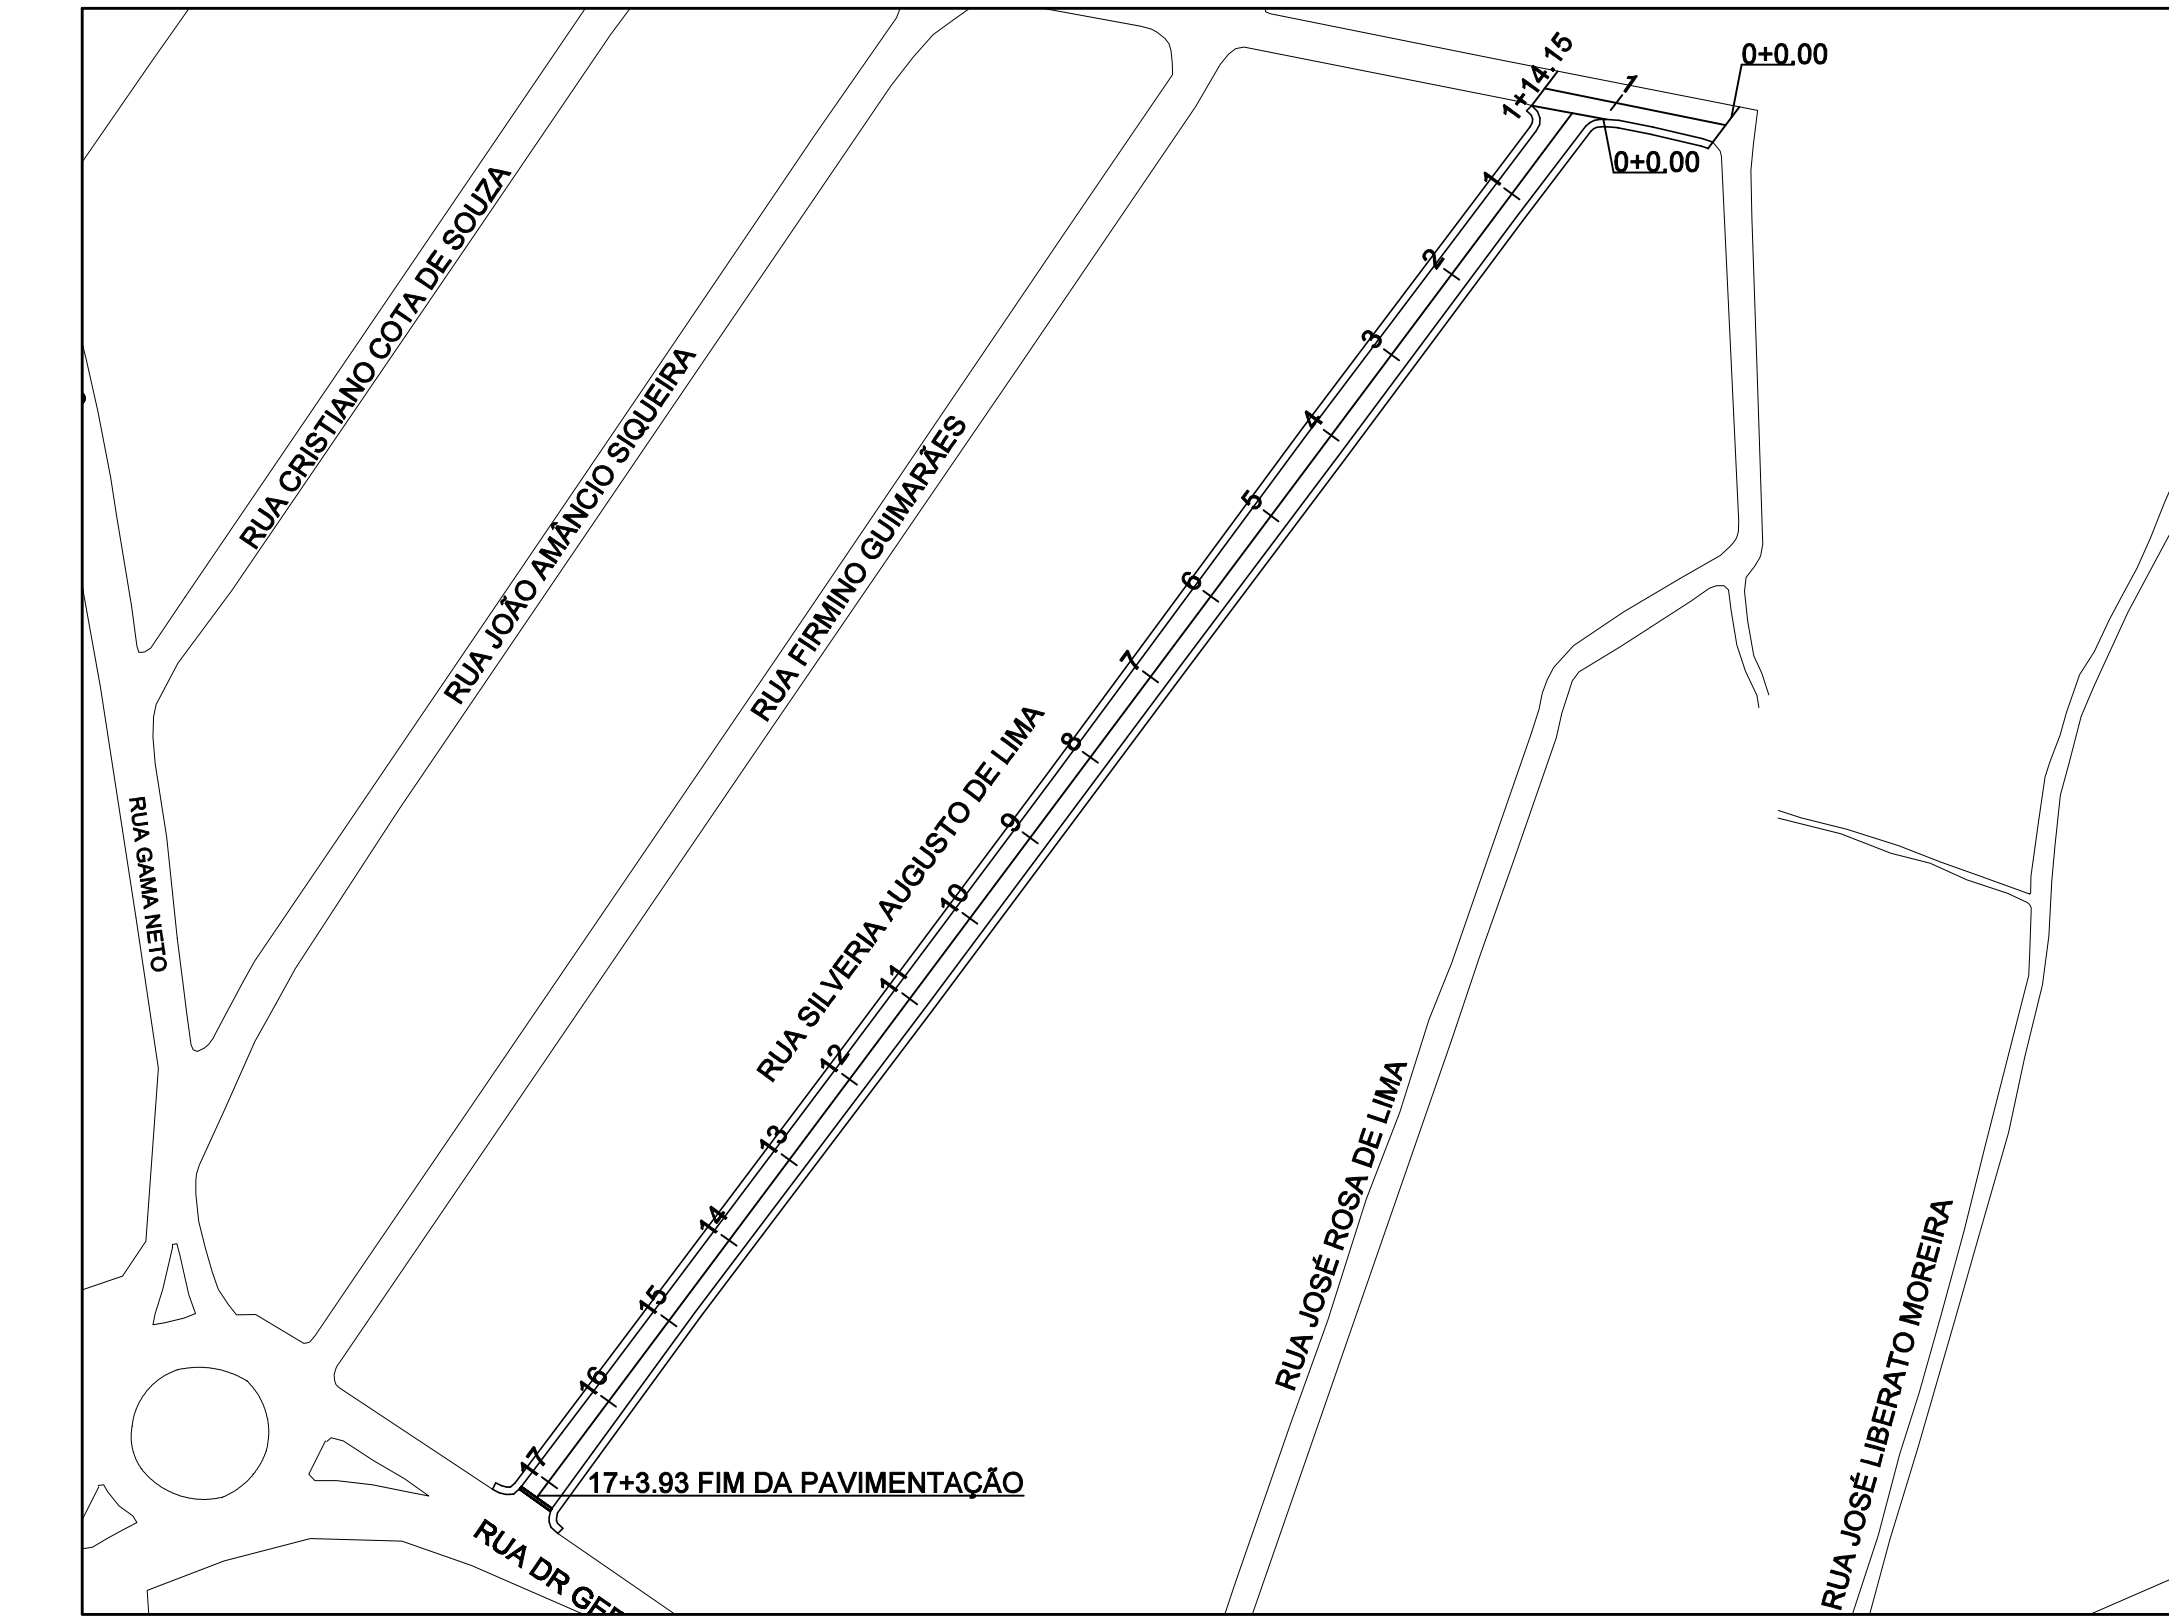 0+0.00
1+14.15
1
0+0.00
1
2
3
4
5
6
7
8
9
10
11
12
13
14
15
16
17
17+3.93 FIM DA PAVIMENTAÇÃO
RUA CRISTIANO COTA DE SOUZA
RUA JOÃO AMÂNCIO SIQUEIRA
RUA FIRMINO GUIMARÃES
RUA SILVERIA AUGUSTO DE LIMA
RUA GAMA NETO
RUA JOSÉ ROSA DE LIMA
RUA JOSÉ LIBERATO MOREIRA
RUA DR